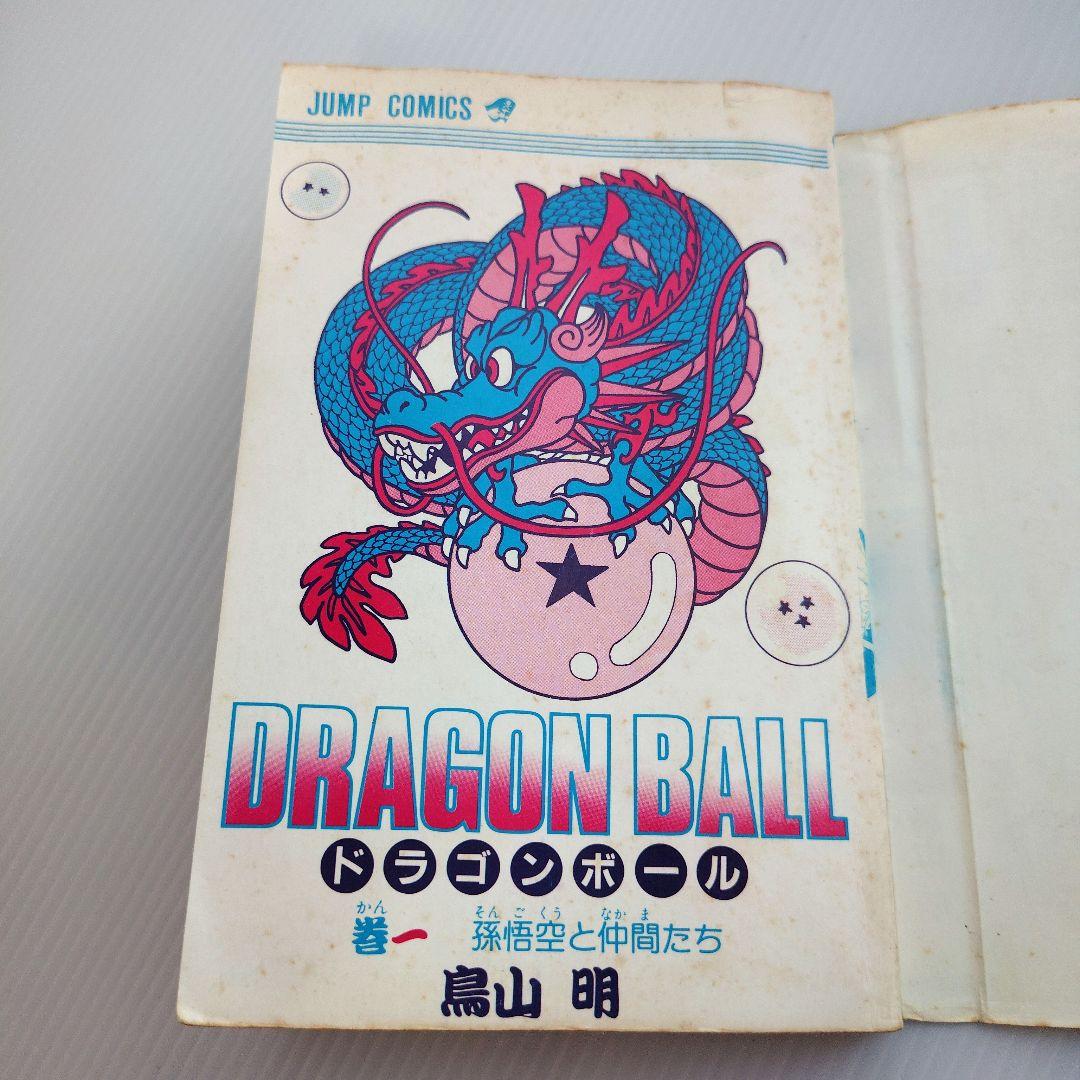 JUMP COMICS
DRAGON BALL
ドラゴンボール
かん そんごくう なかま
巻一 孫悟空と仲間たち
鳥山 明